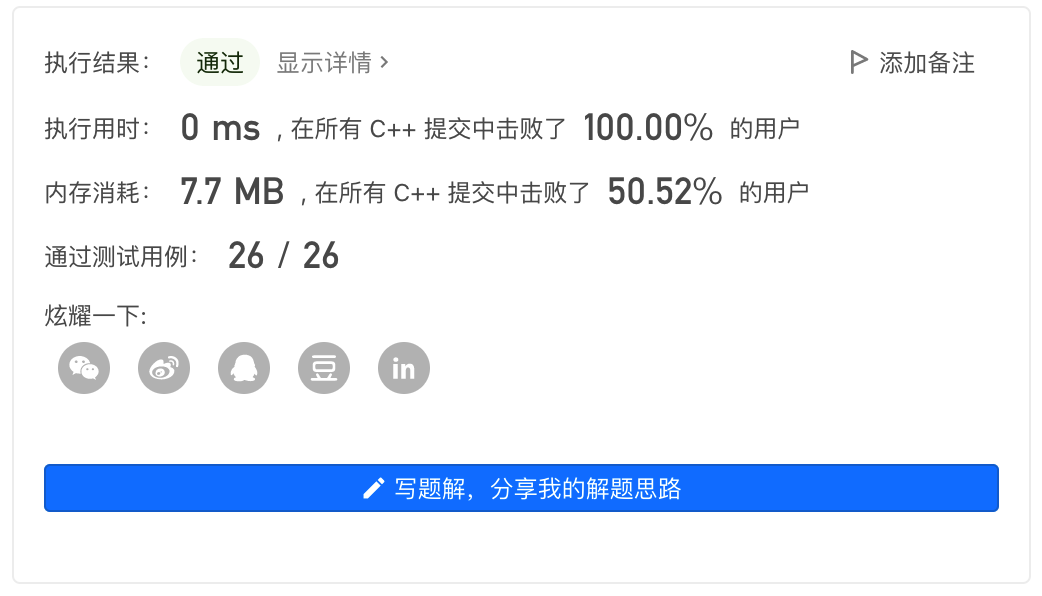 执行结果： 通过 显示详情 › 添加备注
执行用时： 0 ms , 在所有 C++ 提交中击败了 100.00% 的用户
内存消耗： 7.7 MB , 在所有 C++ 提交中击败了 50.52% 的用户
通过测试用例： 26 / 26
炫耀一下:
豆 in
写题解，分享我的解题思路